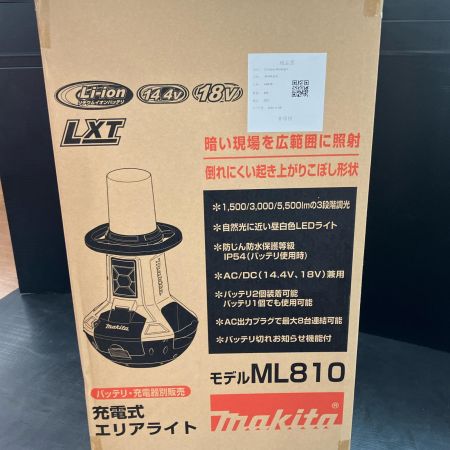 Li-ion
リチウムイオンバッテリ
14.4V
18V
LXT
暗い現場を広範囲に照射
倒れにくい起き上がりこぼし形状
＊1,500/3,000/5,500lmの3段階調光
＊自然光に近い昼白色LEDライト
＊防じん防水保護等級
IP54(バッテリ使用時)
＊AC/DC(14.4V、18V)兼用
＊バッテリ2個装着可能
バッテリ1個でも使用可能
＊AC出力プラグで最大8台連結可能
＊バッテリ切れお知らせ機能付
makita
makita
バッテリ・充電器別販売
充電式
エリアライト
モデルML810
makita®